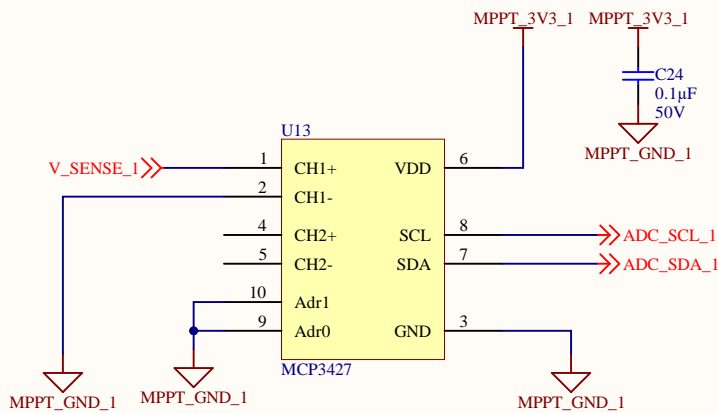 MPPT_3V3_1 MPPT_3V3_1
C24
0.1µF
50V
MPPT_GND_1
U13
V_SENSE_1 1 CH1+ VDD 6
2 CH1-
4 CH2+ SCL 8 ADC_SCL_1
5 CH2- SDA 7 ADC_SDA_1
10 Adr1
9 Adr0 GND 3
MCP3427
MPPT_GND_1 MPPT_GND_1 MPPT_GND_1